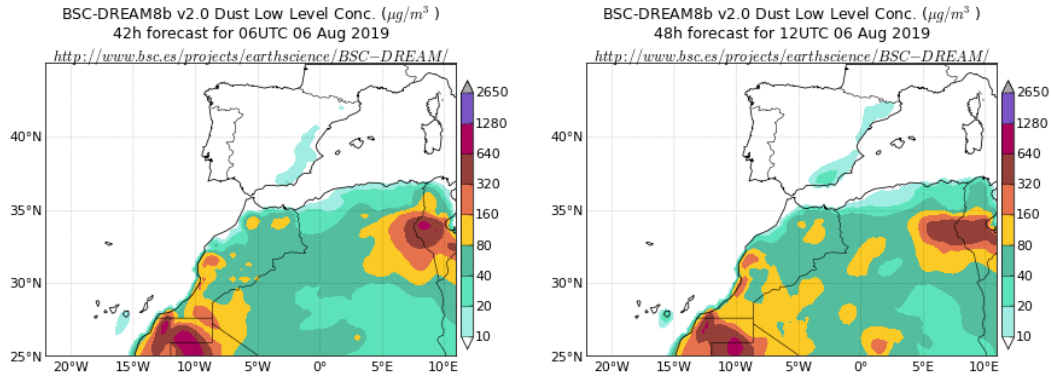 BSC-DREAM8b v2.0 Dust Low Level Conc. (μg/m³ )
42h forecast for 06UTC 06 Aug 2019
http://www.bsc.es/projects/earthscience/BSC−DREAM/
40°N
35°N
30°N
25°N
20°W
15°W
10°W
5°W
0°
5°E
10°E
2650
1280
640
320
160
80
40
20
10
BSC-DREAM8b v2.0 Dust Low Level Conc. (μg/m³ )
48h forecast for 12UTC 06 Aug 2019
http://www.bsc.es/projects/earthscience/BSC−DREAM/
40°N
35°N
30°N
25°N
20°W
15°W
10°W
5°W
0°
5°E
10°E
2650
1280
640
320
160
80
40
20
10